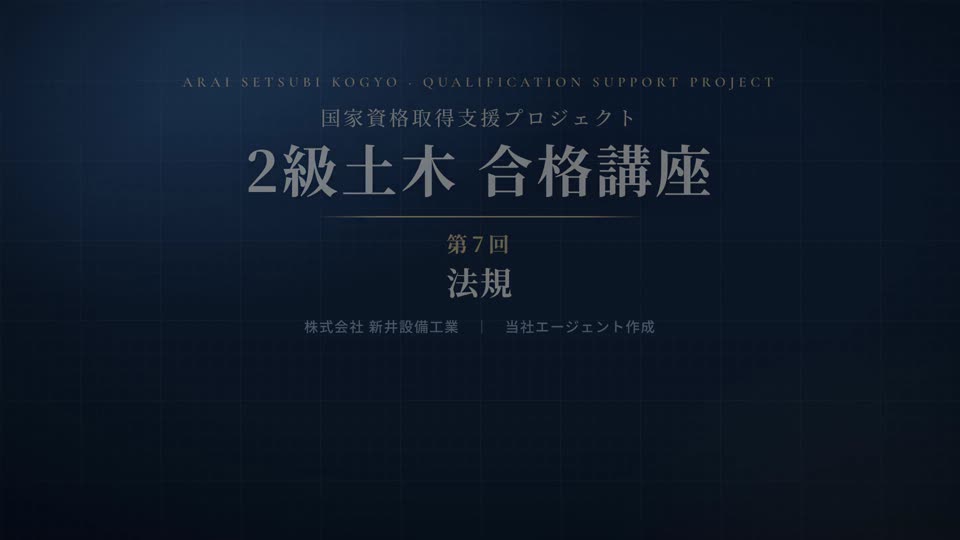 ARAI SETSUBI KOGYO · QUALIFICATION SUPPORT PROJECT
国家資格取得支援プロジェクト
2級土木 合格講座
第7回
法規
株式会社 新井設備工業 | 当社エージェント作成